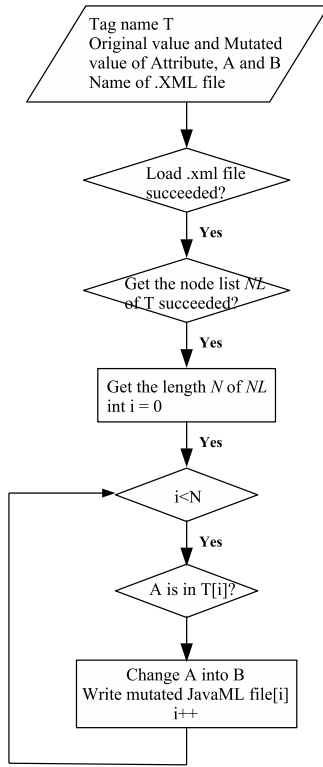 Tag name T
Original value and Mutated
value of Attribute, A and B
Name of .XML file
Load .xml file
succeeded?
Yes
Get the node list NL
of T succeeded?
Yes
Get the length N of NL
int i = 0
Yes
i<N
Yes
A is in T[i]?
Change A into B
Write mutated JavaML file[i]
i++